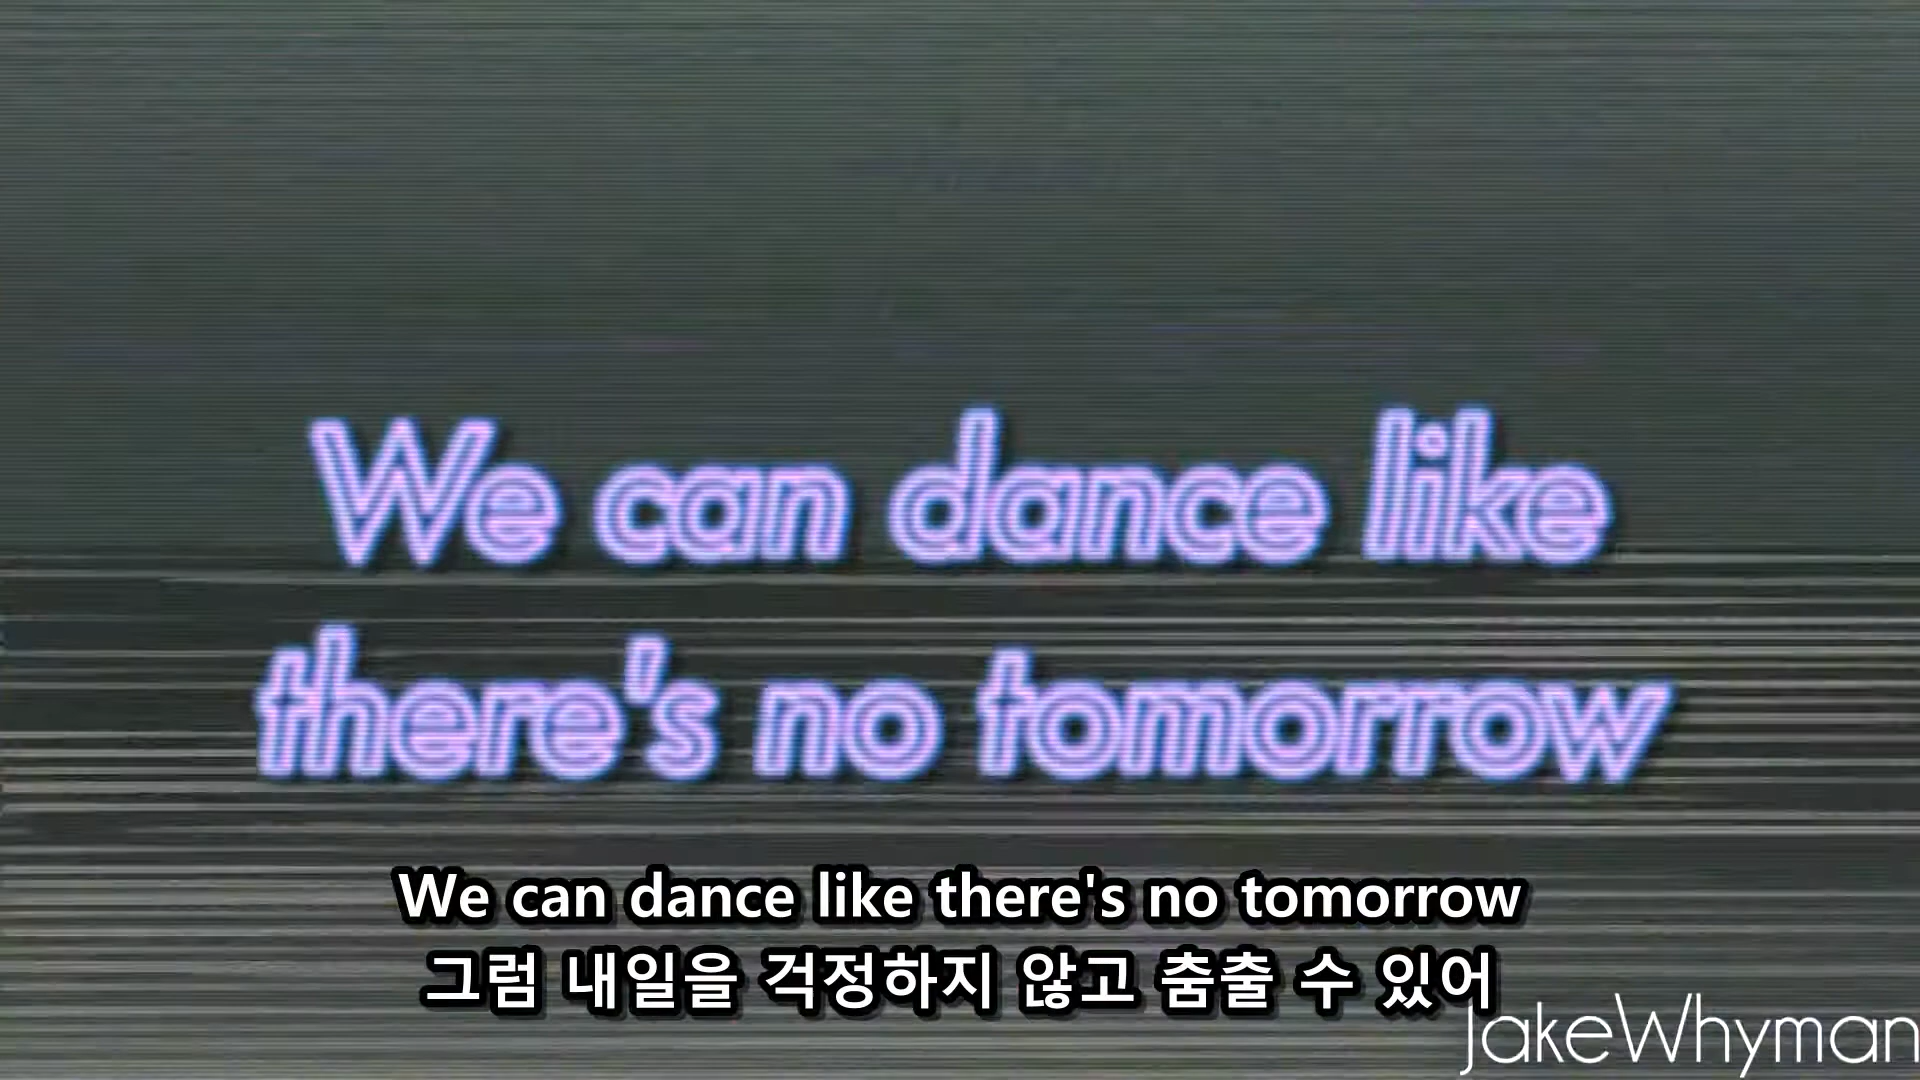 We can dance like
there's no tomorrow
We can dance like there's no tomorrow
그럼 내일을 걱정하지 않고 춤출 수 있어
JakeWhyman